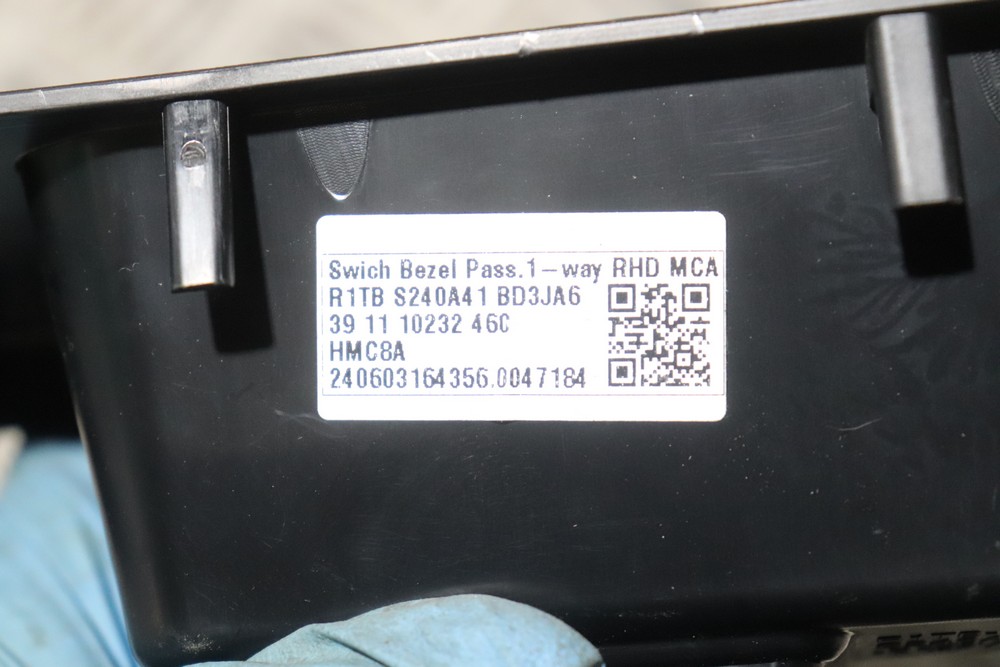 Swich Bezel Pass.1-way RHD MCA
R1TB S240A41 BD3JA6
39 11 10232 46C
HMC8A
240603164356.0047184